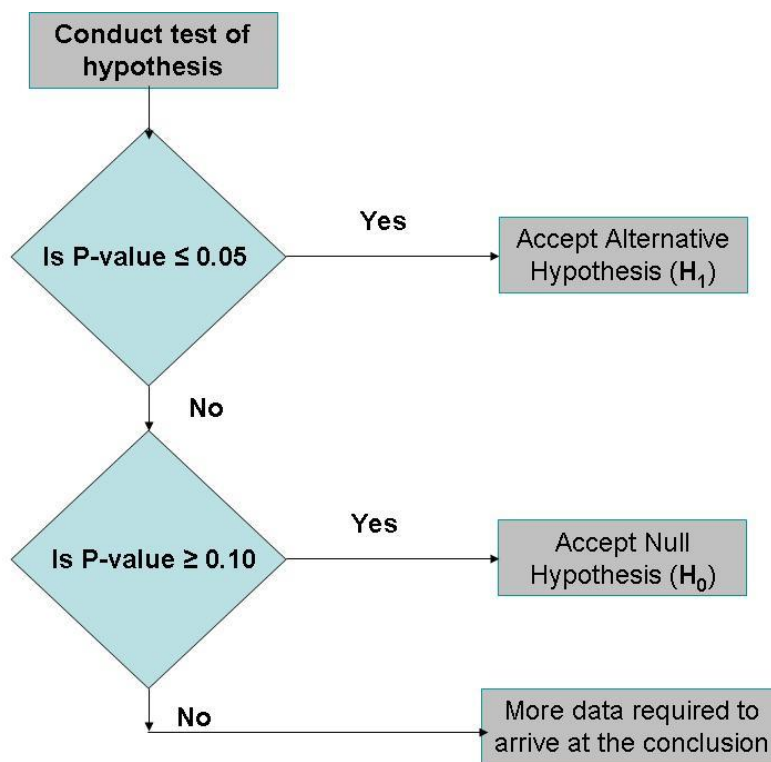 Conduct test of
hypothesis
Is P-value ≤ 0.05
Yes
Accept Alternative
Hypothesis (H₁)
No
Is P-value ≥ 0.10
Yes
Accept Null
Hypothesis (H₀)
No
More data required to
arrive at the conclusion